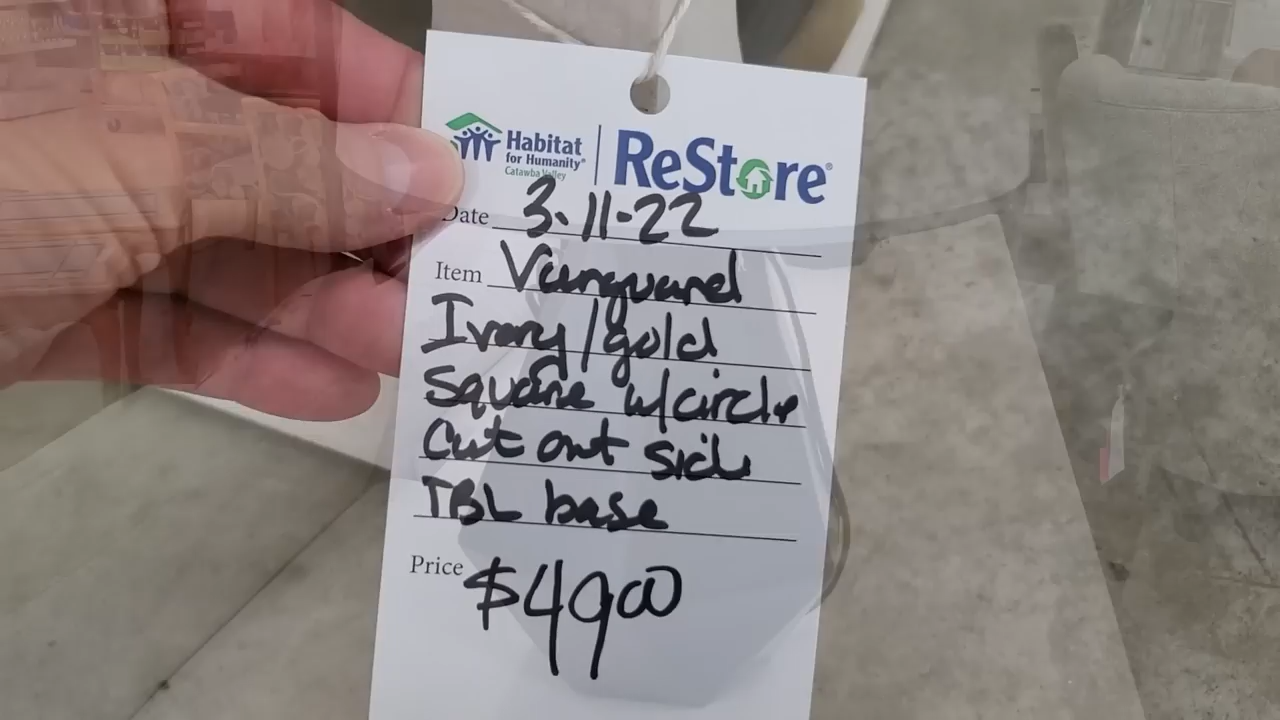 Habitat for Humanity® Catawba Valley
ReStore®
Date 3-11-22
Item Vanguard
Ivory/gold
Square w/circle
Cut out side
TBL base
Price $4900